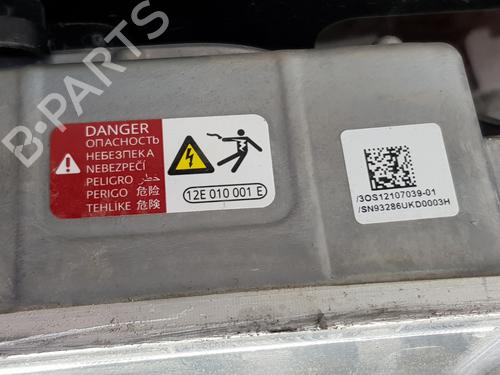 B-PARTS
DANGER
ОПАСНОСТЬ
НЕБЕЗПЕКА
NEBEZPEČÍ
PELIGRO خطر
PERIGO 危险
TEHLIKE 危険
12E 010 001 E
/3OS12107039-01
/SN93286UKD0003H